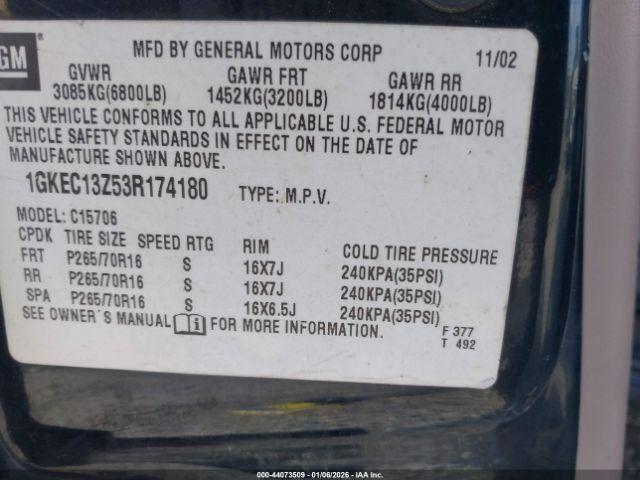 GM
MFD BY GENERAL MOTORS CORP 11/02
GVWR GAWR FRT GAWR RR
3085KG(6800LB) 1452KG(3200LB) 1814KG(4000LB)
THIS VEHICLE CONFORMS TO ALL APPLICABLE U.S. FEDERAL MOTOR
VEHICLE SAFETY STANDARDS IN EFFECT ON THE DATE OF
MANUFACTURE SHOWN ABOVE.
1GKEC13Z53R174180 TYPE: M.P.V.
MODEL: C15706
CPDK TIRE SIZE SPEED RTG RIM COLD TIRE PRESSURE
FRT P265/70R16 S 16X7J 240KPA(35PSI)
RR P265/70R16 S 16X7J 240KPA(35PSI)
SPA P265/70R16 S 16X6.5J 240KPA(35PSI)
SEE OWNER'S MANUAL FOR MORE INFORMATION.
F 377
T 492
000-44073509 - 01/06/2026 - © IAA, Inc.